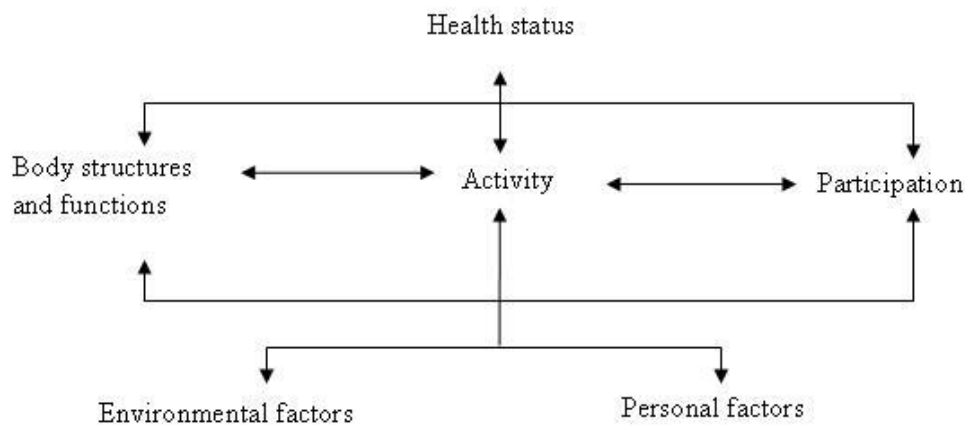 Health status
Body structures
and functions
Activity
Participation
Environmental factors
Personal factors